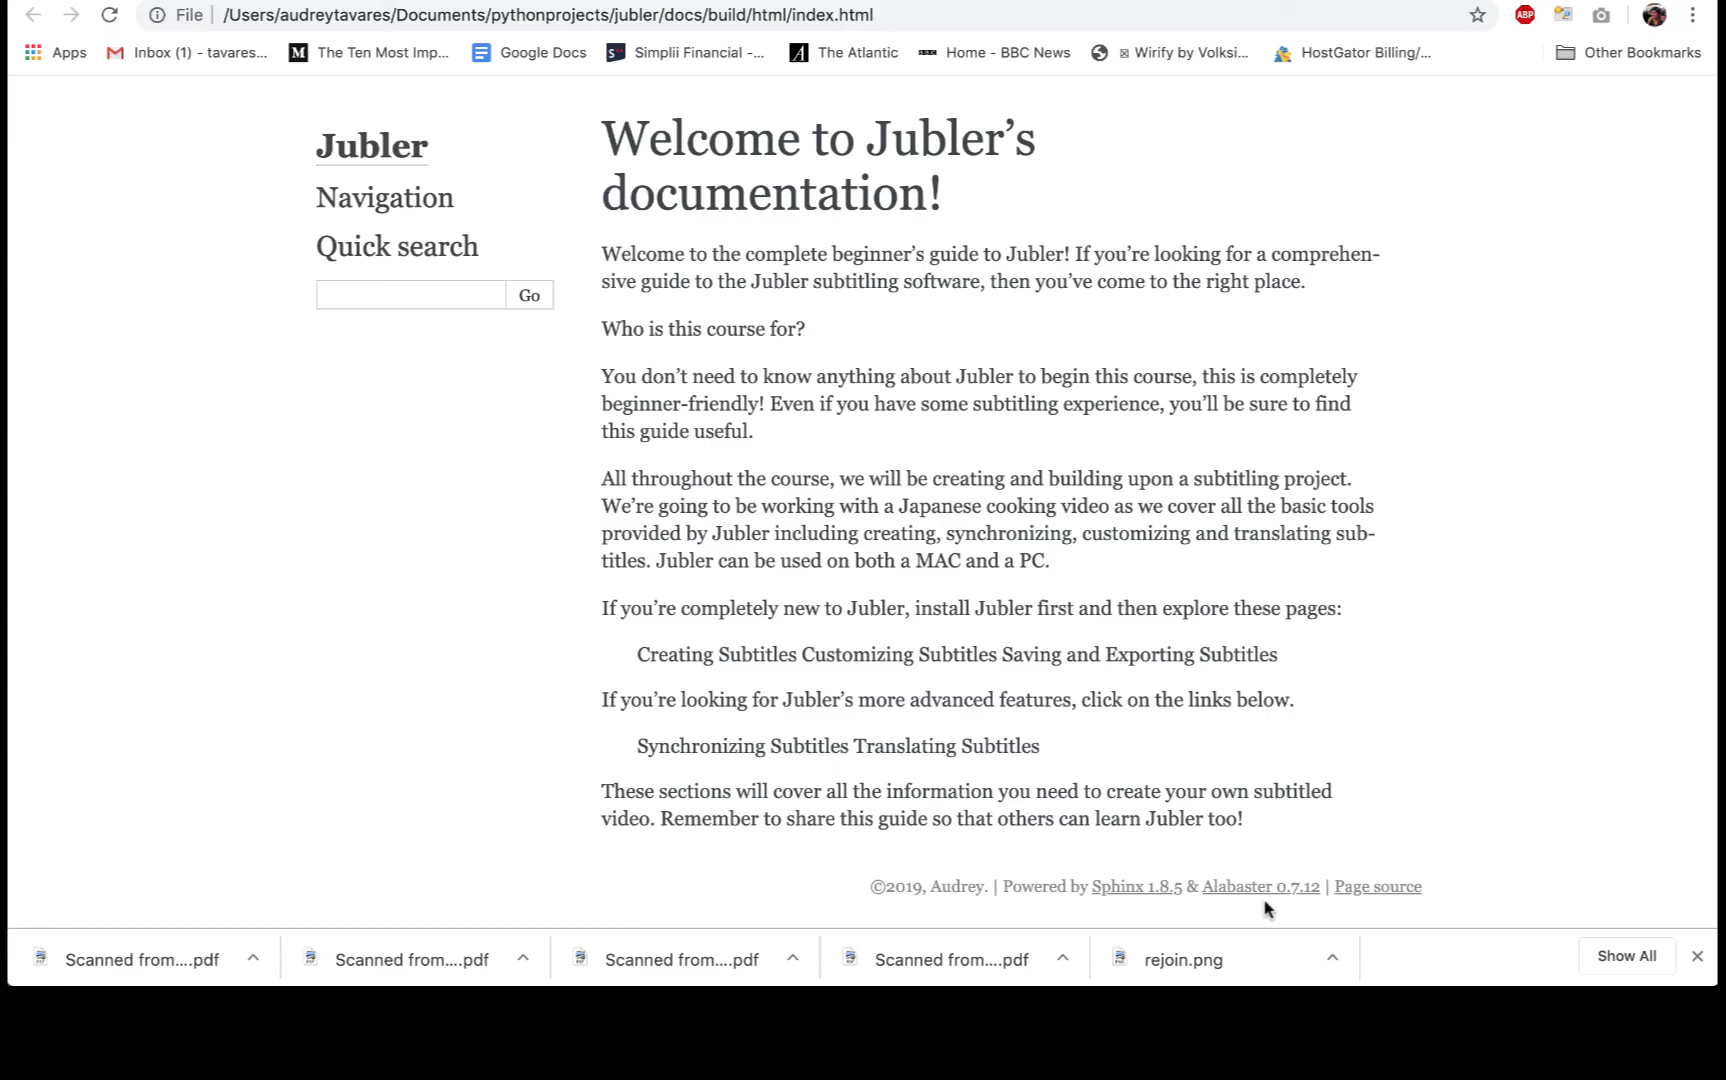 File /Users/audreytavares/Documents/pythonprojects/jubler/docs/build/html/index.html
ABP
Apps Inbox (1) - tavares... The Ten Most Imp... Google Docs Simplii Financial -... The Atlantic Home - BBC News Wirify by Volksi... HostGator Billing/... Other Bookmarks
Jubler
Navigation
Quick search
Go
Welcome to Jubler’s
documentation!
Welcome to the complete beginner’s guide to Jubler! If you’re looking for a comprehen-
sive guide to the Jubler subtitling software, then you’ve come to the right place.
Who is this course for?
You don’t need to know anything about Jubler to begin this course, this is completely
beginner-friendly! Even if you have some subtitling experience, you’ll be sure to find
this guide useful.
All throughout the course, we will be creating and building upon a subtitling project.
We’re going to be working with a Japanese cooking video as we cover all the basic tools
provided by Jubler including creating, synchronizing, customizing and translating sub-
titles. Jubler can be used on both a MAC and a PC.
If you’re completely new to Jubler, install Jubler first and then explore these pages:
Creating Subtitles Customizing Subtitles Saving and Exporting Subtitles
If you’re looking for Jubler’s more advanced features, click on the links below.
Synchronizing Subtitles Translating Subtitles
These sections will cover all the information you need to create your own subtitled
video. Remember to share this guide so that others can learn Jubler too!
©2019, Audrey. | Powered by Sphinx 1.8.5 & Alabaster 0.7.12 | Page source
Scanned from....pdf Scanned from....pdf Scanned from....pdf Scanned from....pdf rejoin.png Show All